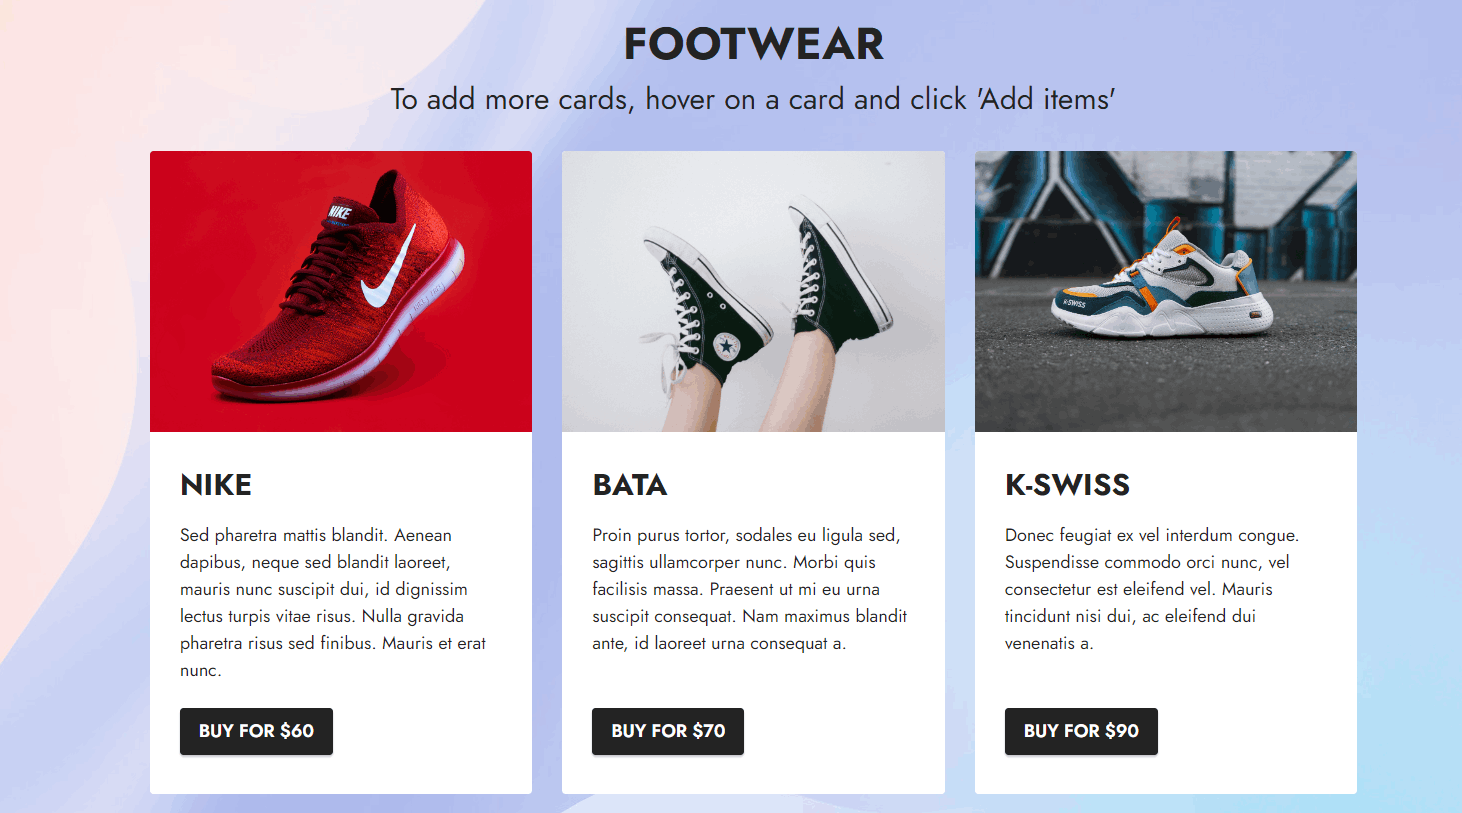 FOOTWEAR
To add more cards, hover on a card and click 'Add items'
NIKE
K-SWISS
NIKE
Sed pharetra mattis blandit. Aenean
dapibus, neque sed blandit laoreet,
mauris nunc suscipit dui, id dignissim
lectus turpis vitae risus. Nulla gravida
pharetra risus sed finibus. Mauris et erat
nunc.
BUY FOR $60
BATA
Proin purus tortor, sodales eu ligula sed,
sagittis ullamcorper nunc. Morbi quis
facilisis massa. Praesent ut mi eu urna
suscipit consequat. Nam maximus blandit
ante, id laoreet urna consequat a.
BUY FOR $70
K-SWISS
Donec feugiat ex vel interdum congue.
Suspendisse commodo orci nunc, vel
consectetur est eleifend vel. Mauris
tincidunt nisi dui, ac eleifend dui
venenatis a.
BUY FOR $90